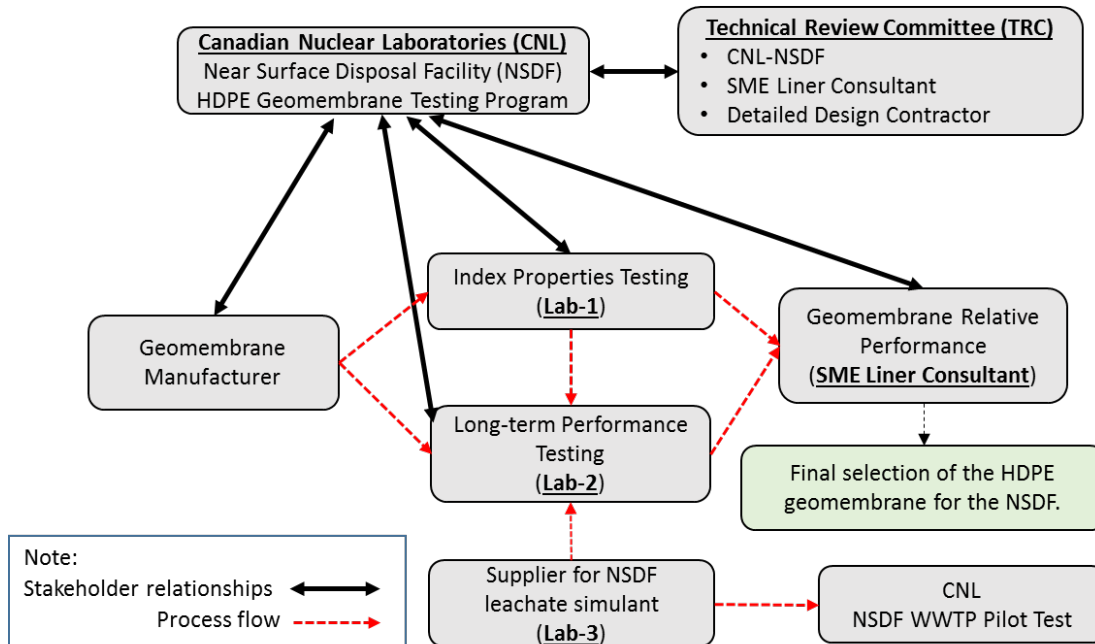 Canadian Nuclear Laboratories (CNL)
Near Surface Disposal Facility (NSDF)
HDPE Geomembrane Testing Program
Technical Review Committee (TRC)
• CNL-NSDF
• SME Liner Consultant
• Detailed Design Contractor
Index Properties Testing
(Lab-1)
Geomembrane
Manufacturer
Geomembrane Relative
Performance
(SME Liner Consultant)
Long-term Performance
Testing
(Lab-2)
Final selection of the HDPE
geomembrane for the NSDF.
Note:
Stakeholder relationships
Process flow
Supplier for NSDF
leachate simulant
(Lab-3)
CNL
NSDF WWTP Pilot Test